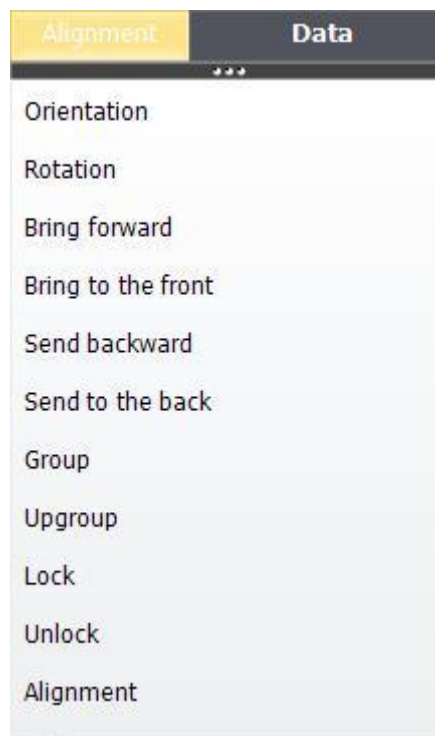 Alignment Data
Orientation
Rotation
Bring forward
Bring to the front
Send backward
Send to the back
Group
Upgroup
Lock
Unlock
Alignment